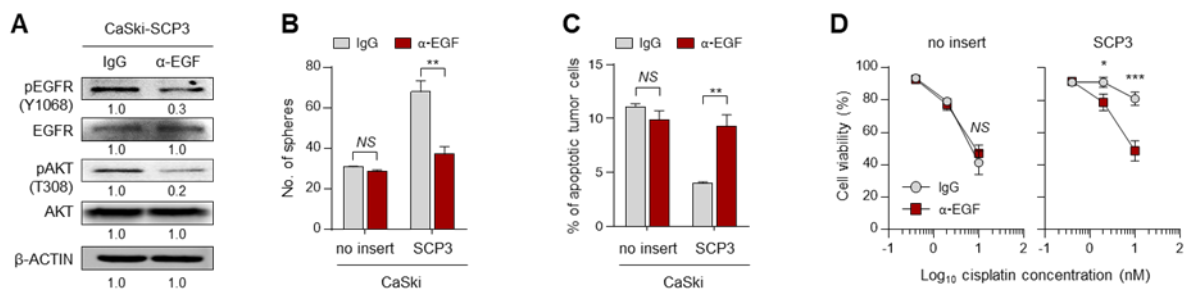 A
CaSki-SCP3
IgG α-EGF
pEGFR
(Y1068)
1.0 0.3
EGFR
1.0 1.0
pAKT
(T308)
1.0 0.2
AKT
1.0 1.0
β-ACTIN
1.0 1.0
B
IgG α-EGF
No. of spheres
80
60
40
20
0
NS
**
no insert SCP3
CaSki
C
IgG α-EGF
% of apoptotic tumor cells
15
10
5
0
NS
**
no insert SCP3
CaSki
D
no insert SCP3
Cell viability (%)
100
80
60
40
20
0
NS
* ***
IgG
α-EGF
-1 0 1 2 -1 0 1 2
Log10 cisplatin concentration (nM)